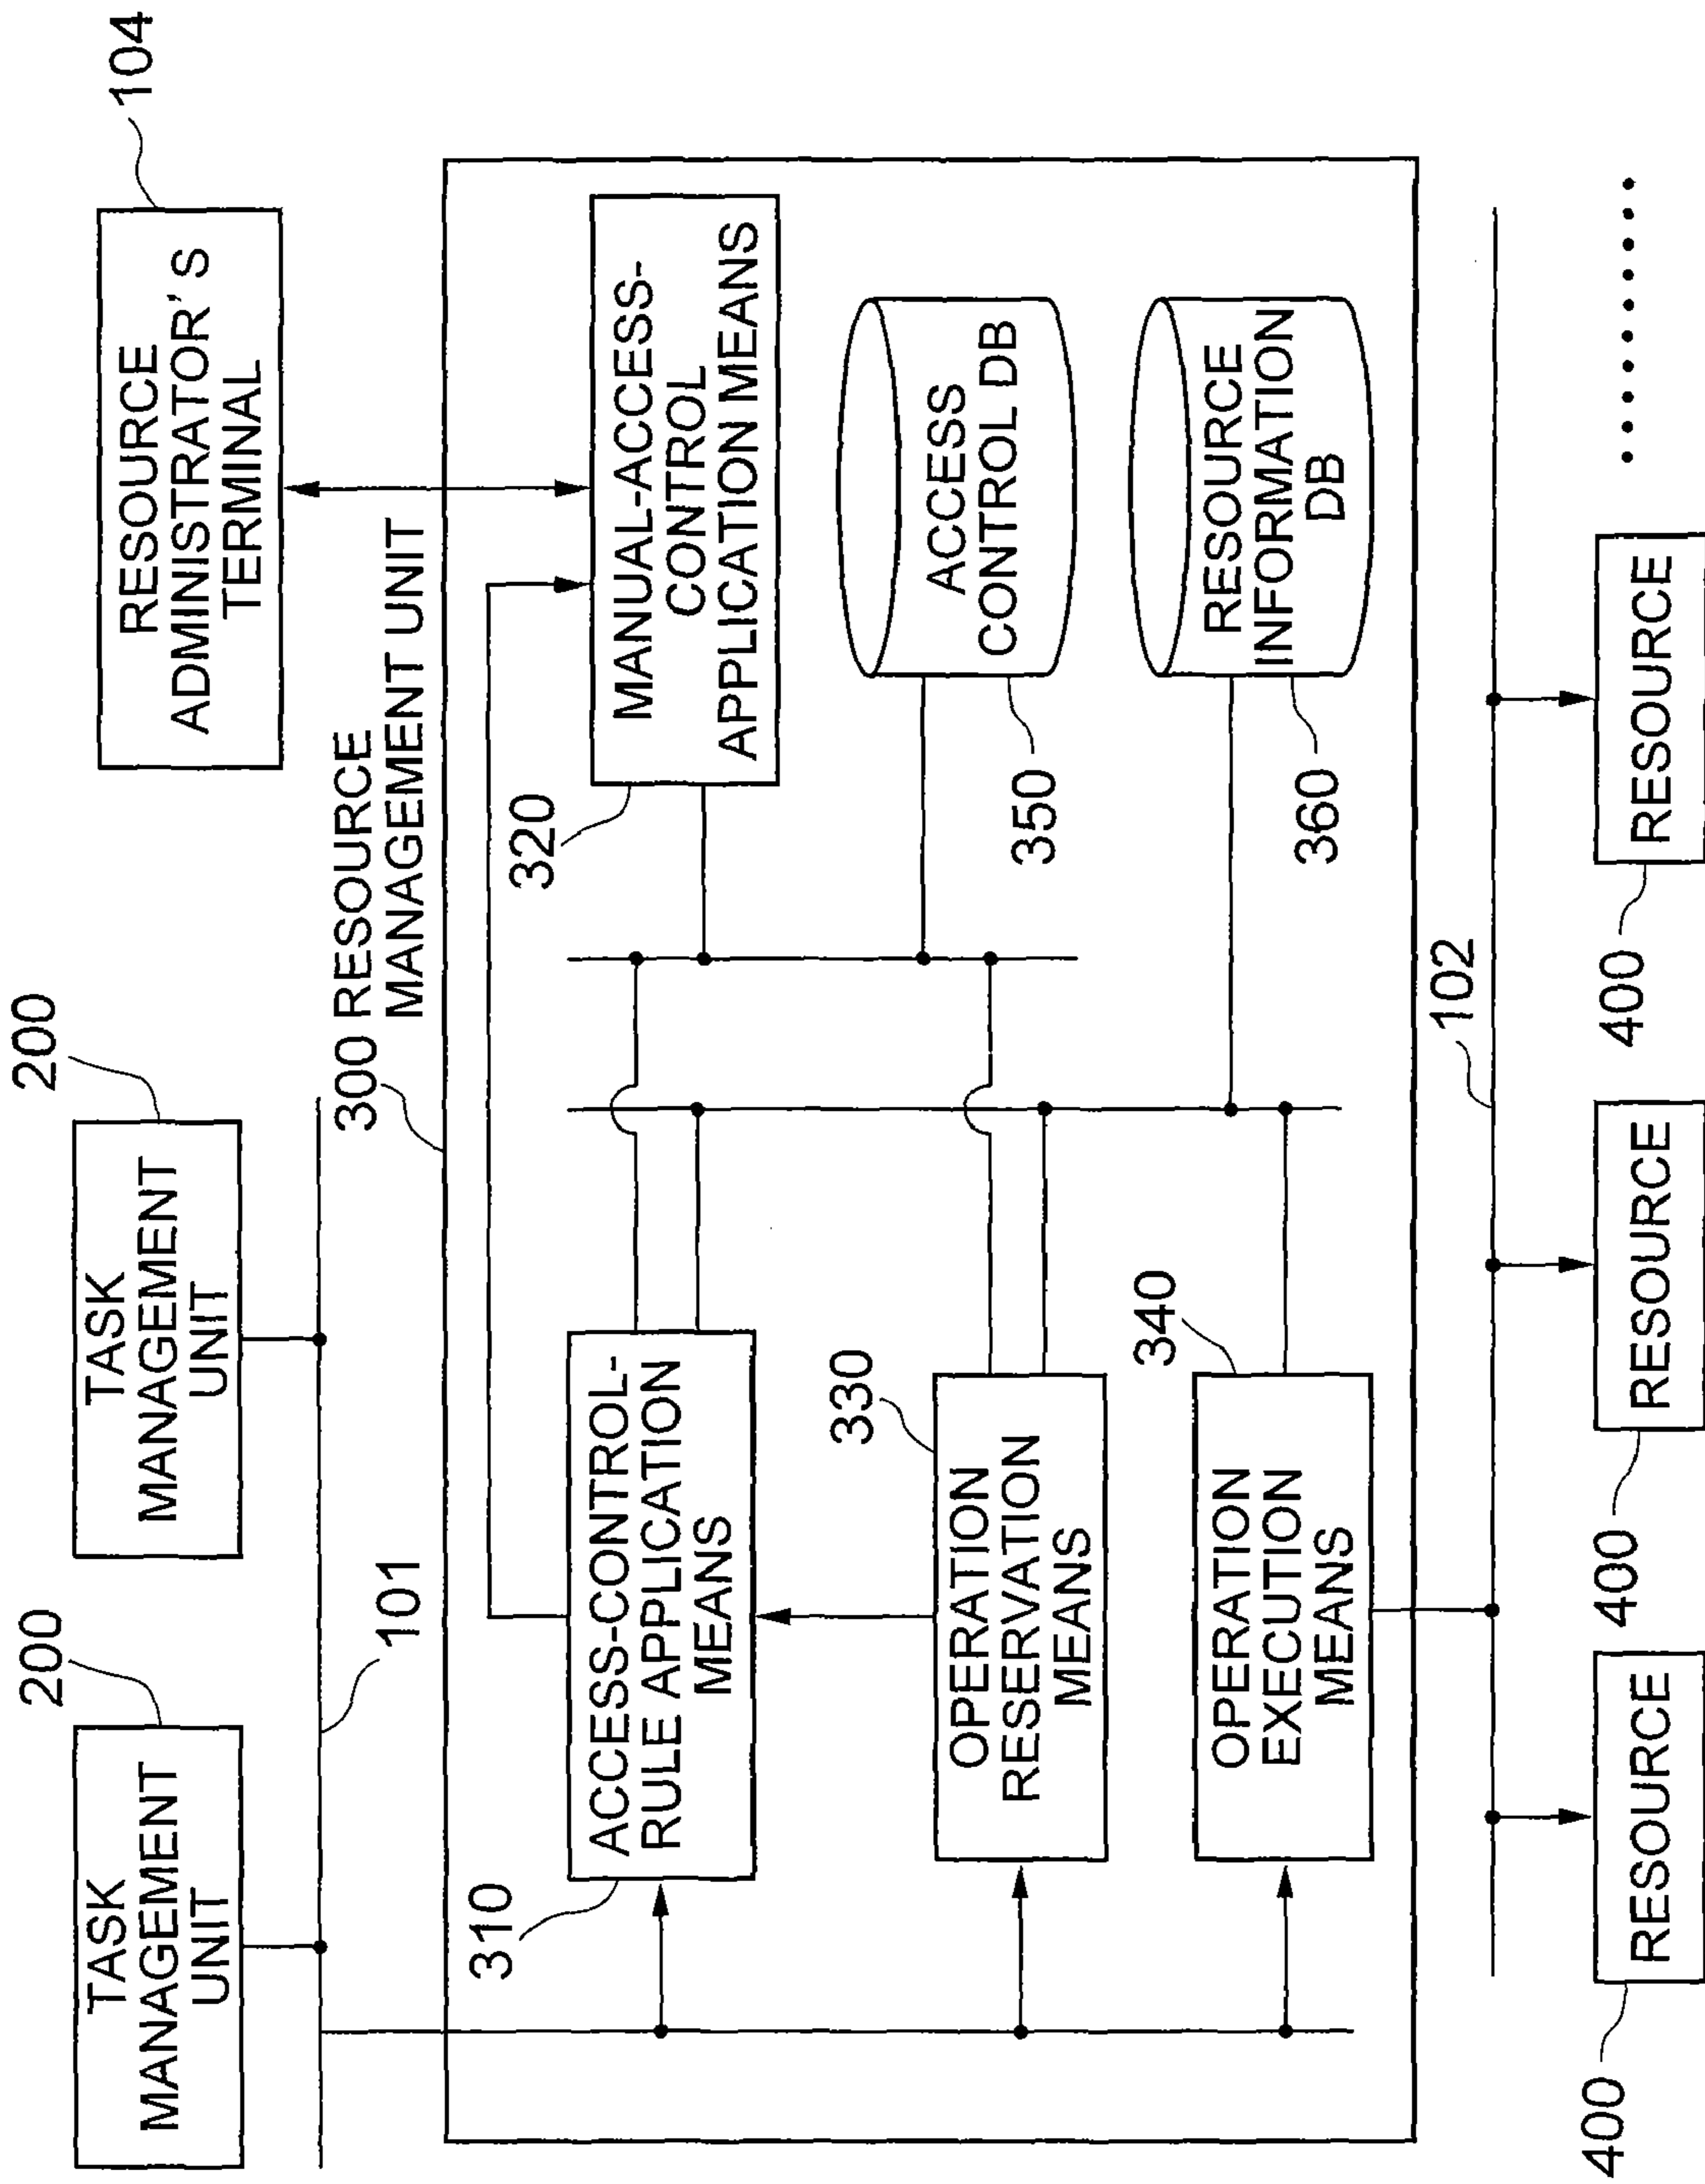 200
TASK
MANAGEMENT
UNIT
200
TASK
MANAGEMENT
UNIT
RESOURCE
ADMINISTRATOR'S
TERMINAL
104
101
300 RESOURCE
MANAGEMENT UNIT
310
ACCESS-CONTROL-
RULE APPLICATION
MEANS
320
MANUAL-ACCESS-
CONTROL
APPLICATION MEANS
330
OPERATION
RESERVATION
MEANS
350
ACCESS
CONTROL DB
340
OPERATION
EXECUTION
MEANS
360
RESOURCE
INFORMATION
DB
102
400
RESOURCE
400
RESOURCE
400
RESOURCE